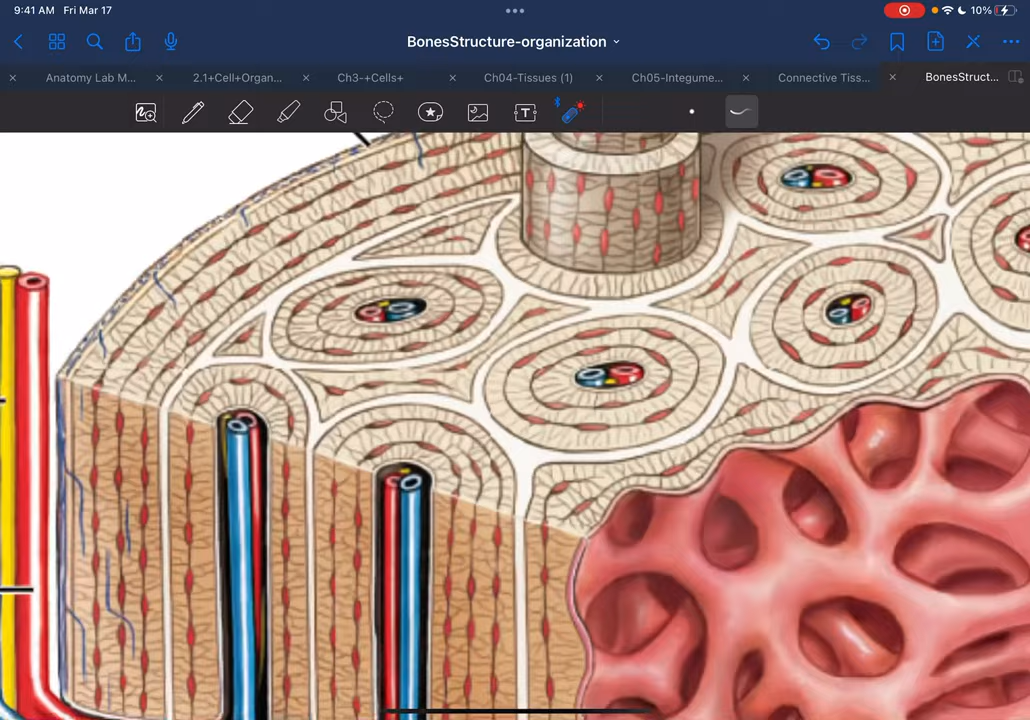 9:41 AM Fri Mar 17
10%
BonesStructure-organization
Anatomy Lab M...
2.1+Cell+Organ...
Ch3-+Cells+
Ch04-Tissues (1)
Ch05-Integume...
Connective Tiss...
BonesStruct...
T